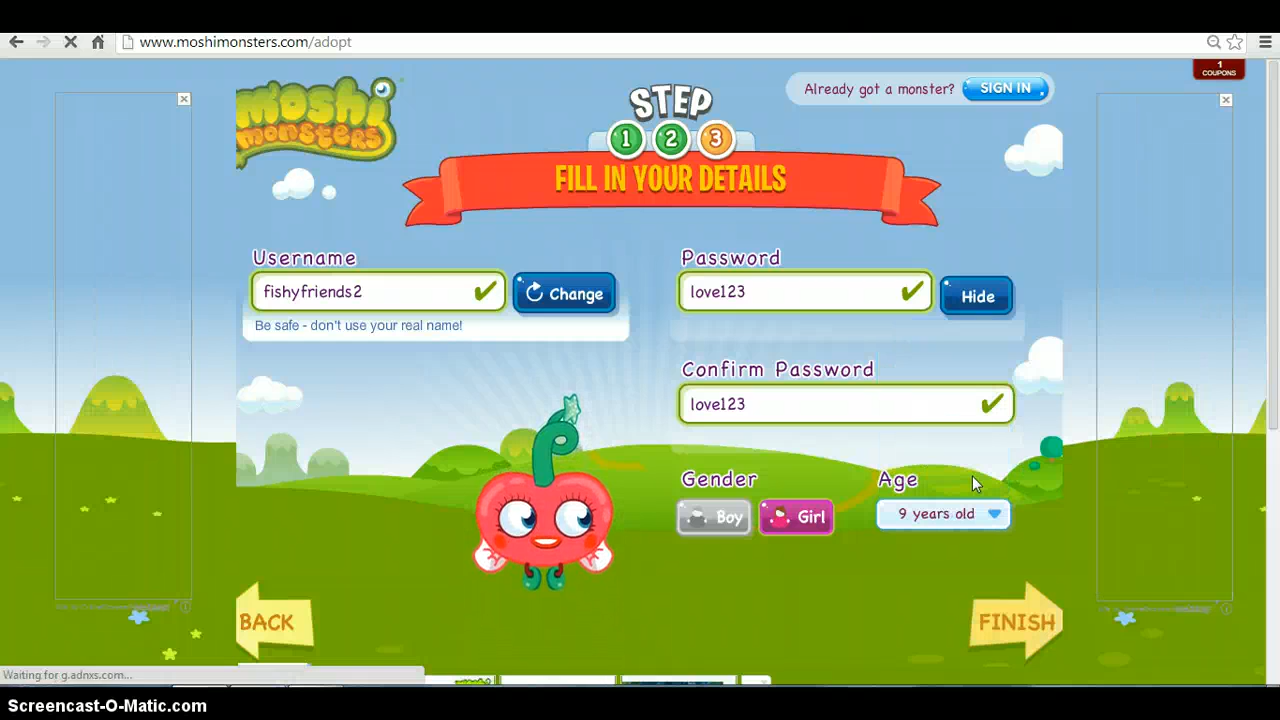 www.moshimonsters.com/adopt
1
COUPONS
moshi
monsters
STEP
1 2 3
Already got a monster? SIGN IN
FILL IN YOUR DETAILS
Username
fishyfriends2
Change
Be safe - don't use your real name!
Password
love123
Hide
Confirm Password
love123
Gender
Boy
Girl
Age
9 years old
BACK
FINISH
Waiting for g.adnxs.com...
Screencast-O-Matic.com